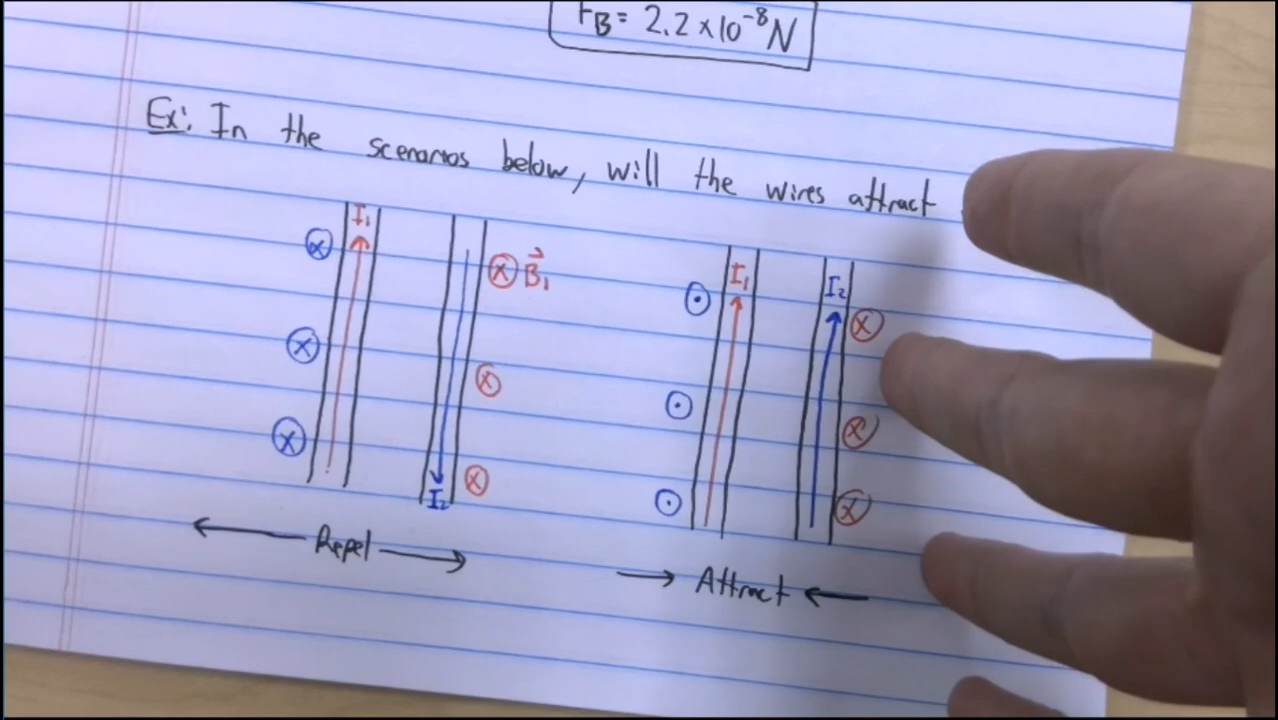 FB = 2.2 x 10⁻⁸ N
Ex: In the scenarios below, will the wires attract
I₁
B⃗₁
I₂
Repel
I₁
I₂
Attract